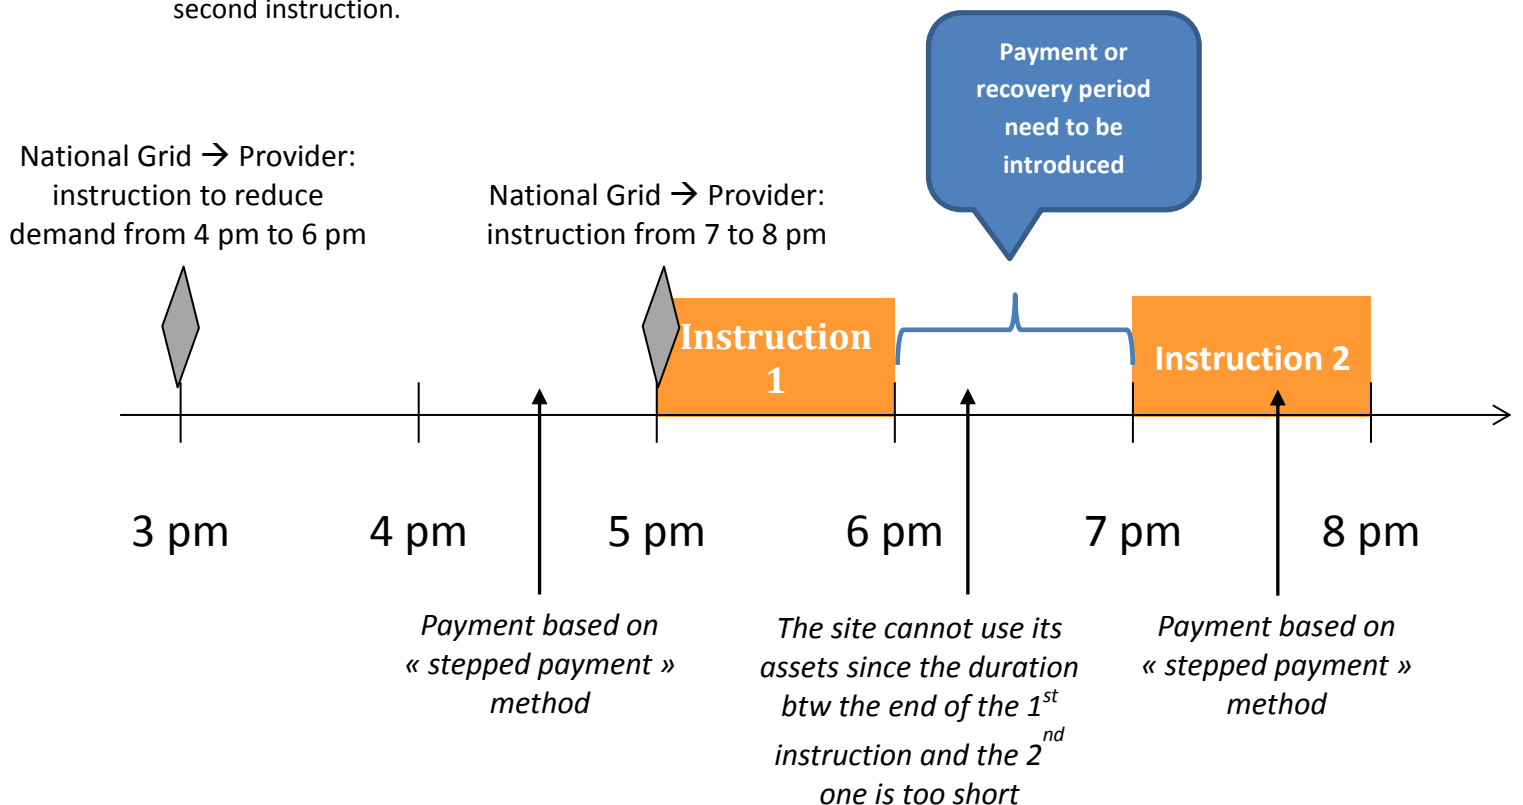 second instruction.
Payment or
recovery period
need to be
introduced
National Grid → Provider:
instruction to reduce
demand from 4 pm to 6 pm
National Grid → Provider:
instruction from 7 to 8 pm
Instruction
1
Instruction 2
3 pm
4 pm
5 pm
6 pm
7 pm
8 pm
Payment based on
« stepped payment »
method
The site cannot use its
assets since the duration
btw the end of the 1st
instruction and the 2nd
one is too short
Payment based on
« stepped payment »
method